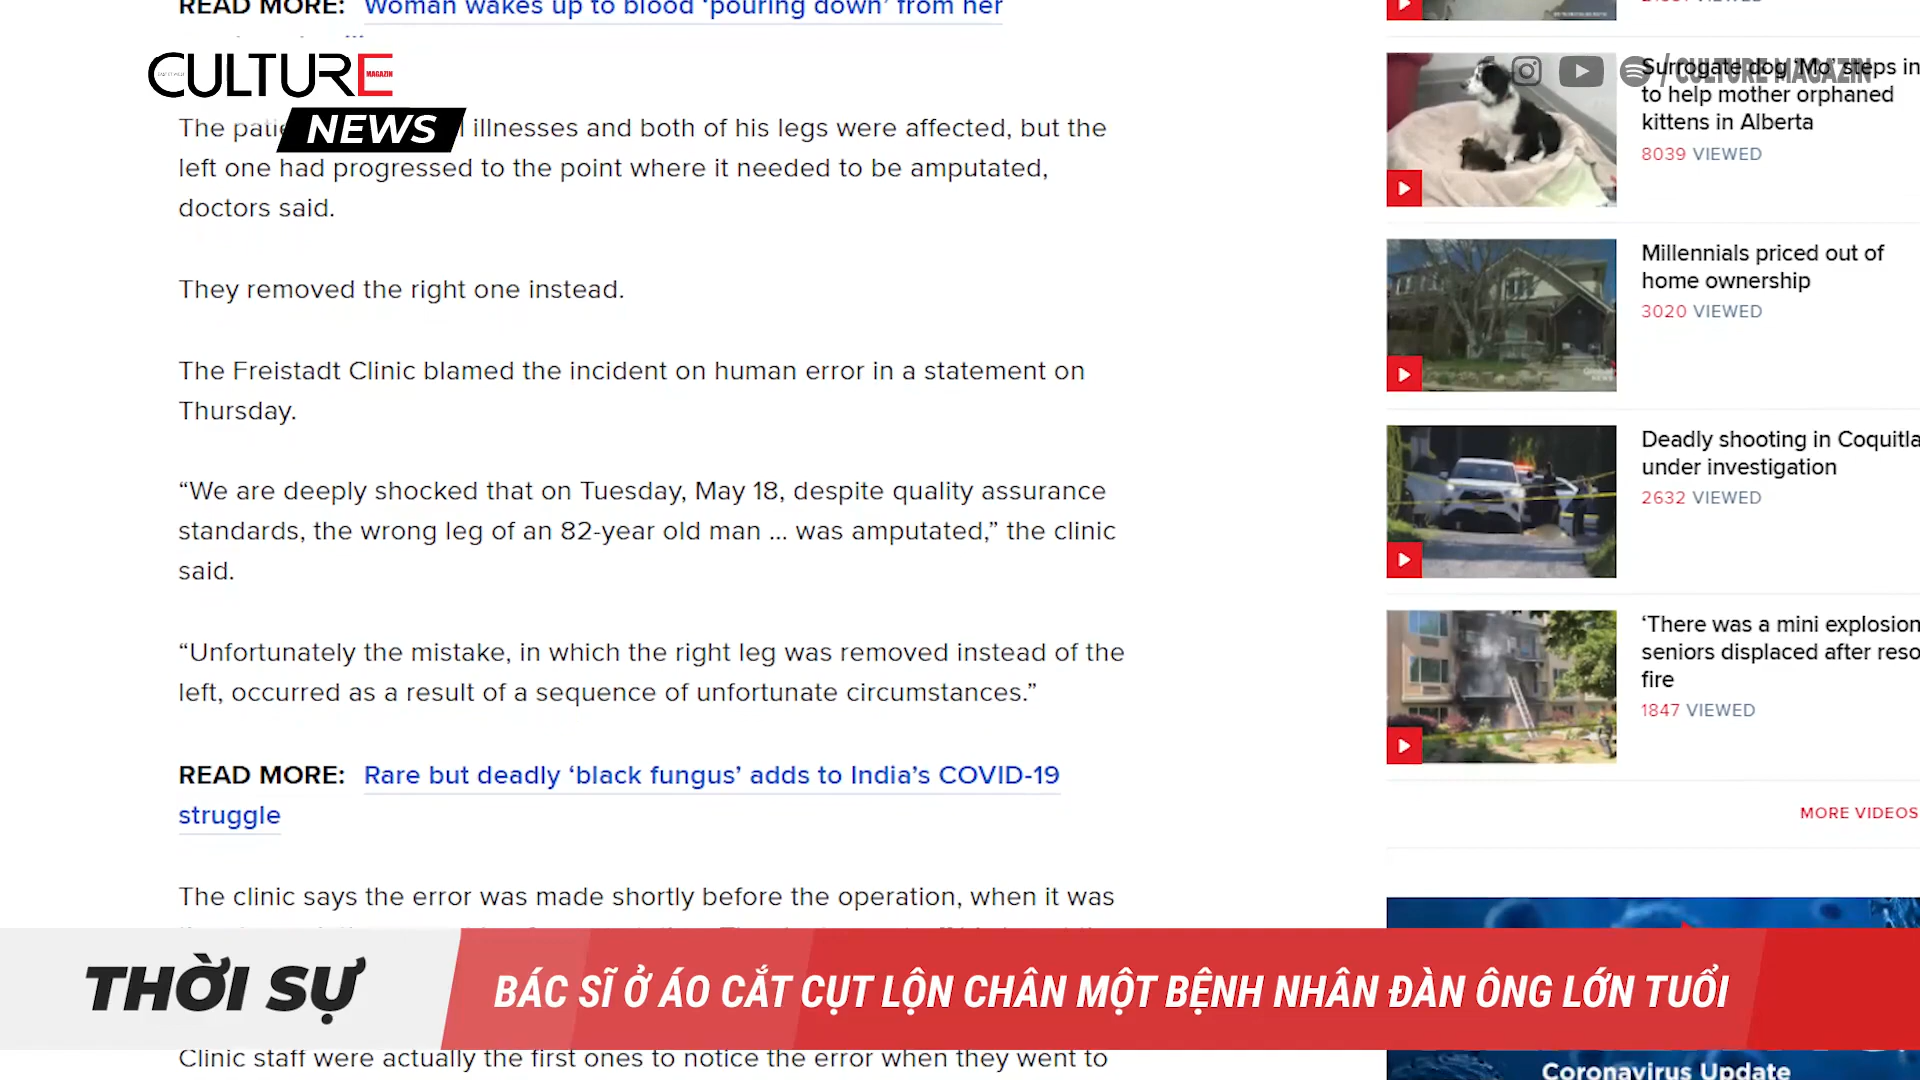 READ MORE: Woman wakes up to blood ‘pouring down’ from her
CULTURE
MAGAZIN
NEWS
/ CULTURE MAGAZIN
The illnesses and both of his legs were affected, but the
left one had progressed to the point where it needed to be amputated,
doctors said.
They removed the right one instead.
The Freistadt Clinic blamed the incident on human error in a statement on
Thursday.
“We are deeply shocked that on Tuesday, May 18, despite quality assurance
standards, the wrong leg of an 82-year old man ... was amputated,” the clinic
said.
“Unfortunately the mistake, in which the right leg was removed instead of the
left, occurred as a result of a sequence of unfortunate circumstances.”
READ MORE: Rare but deadly ‘black fungus’ adds to India’s COVID-19
struggle
The clinic says the error was made shortly before the operation, when it was
Clinic staff were actually the first ones to notice the error when they went to
VIEWED
Surrogate dog ‘Mo’ steps in
to help mother orphaned
kittens in Alberta
8039 VIEWED
Millennials priced out of
home ownership
3020 VIEWED
Deadly shooting in Coquitla
under investigation
2632 VIEWED
‘There was a mini explosion
seniors displaced after reso
fire
1847 VIEWED
MORE VIDEOS
Coronavirus Update
THỜI SỰ
BÁC SĨ Ở ÁO CẮT CỤT LỘN CHÂN MỘT BỆNH NHÂN ĐÀN ÔNG LỚN TUỔI